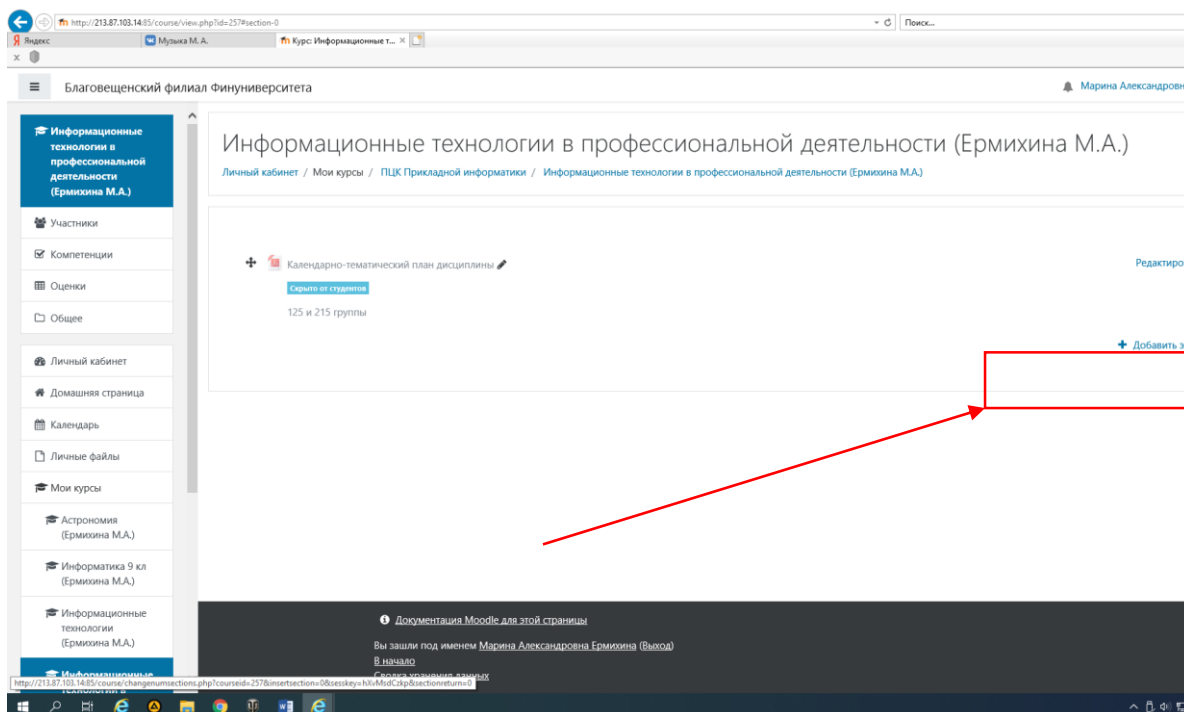 http://213.87.103.14:85/course/view.php?id=257#section-0
Поиск...
Яндекс
Музыка М. А.
Курс: Информационные т...
Благовещенский филиал Финуниверситета
Марина Александровн
Информационные
технологии в
профессиональной
деятельности
(Ермихина М.А.)
Участники
Компетенции
Оценки
Общее
Личный кабинет
Домашняя страница
Календарь
Личные файлы
Мои курсы
Астрономия
(Ермихина М.А.)
Информатика 9 кл
(Ермихина М.А.)
Информационные
технологии
(Ермихина М.А.)
Информационные
технологии в
Информационные технологии в профессиональной деятельности (Ермихина М.А.)
Личный кабинет / Мои курсы / ПЦК Прикладной информатики / Информационные технологии в профессиональной деятельности (Ермихина М.А.)
Календарно-тематический план дисциплины
Редактиро
Скрыто от студентов
125 и 215 группы
Добавить э
Документация Moodle для этой страницы
Вы зашли под именем Марина Александровна Ермихина (Выход)
В начало
Сводка хранения данных
http://213.87.103.14:85/course/changenumsections.php?courseid=257&insertsection=0&sesskey=hXvMsdCzkp&sectionreturn=0